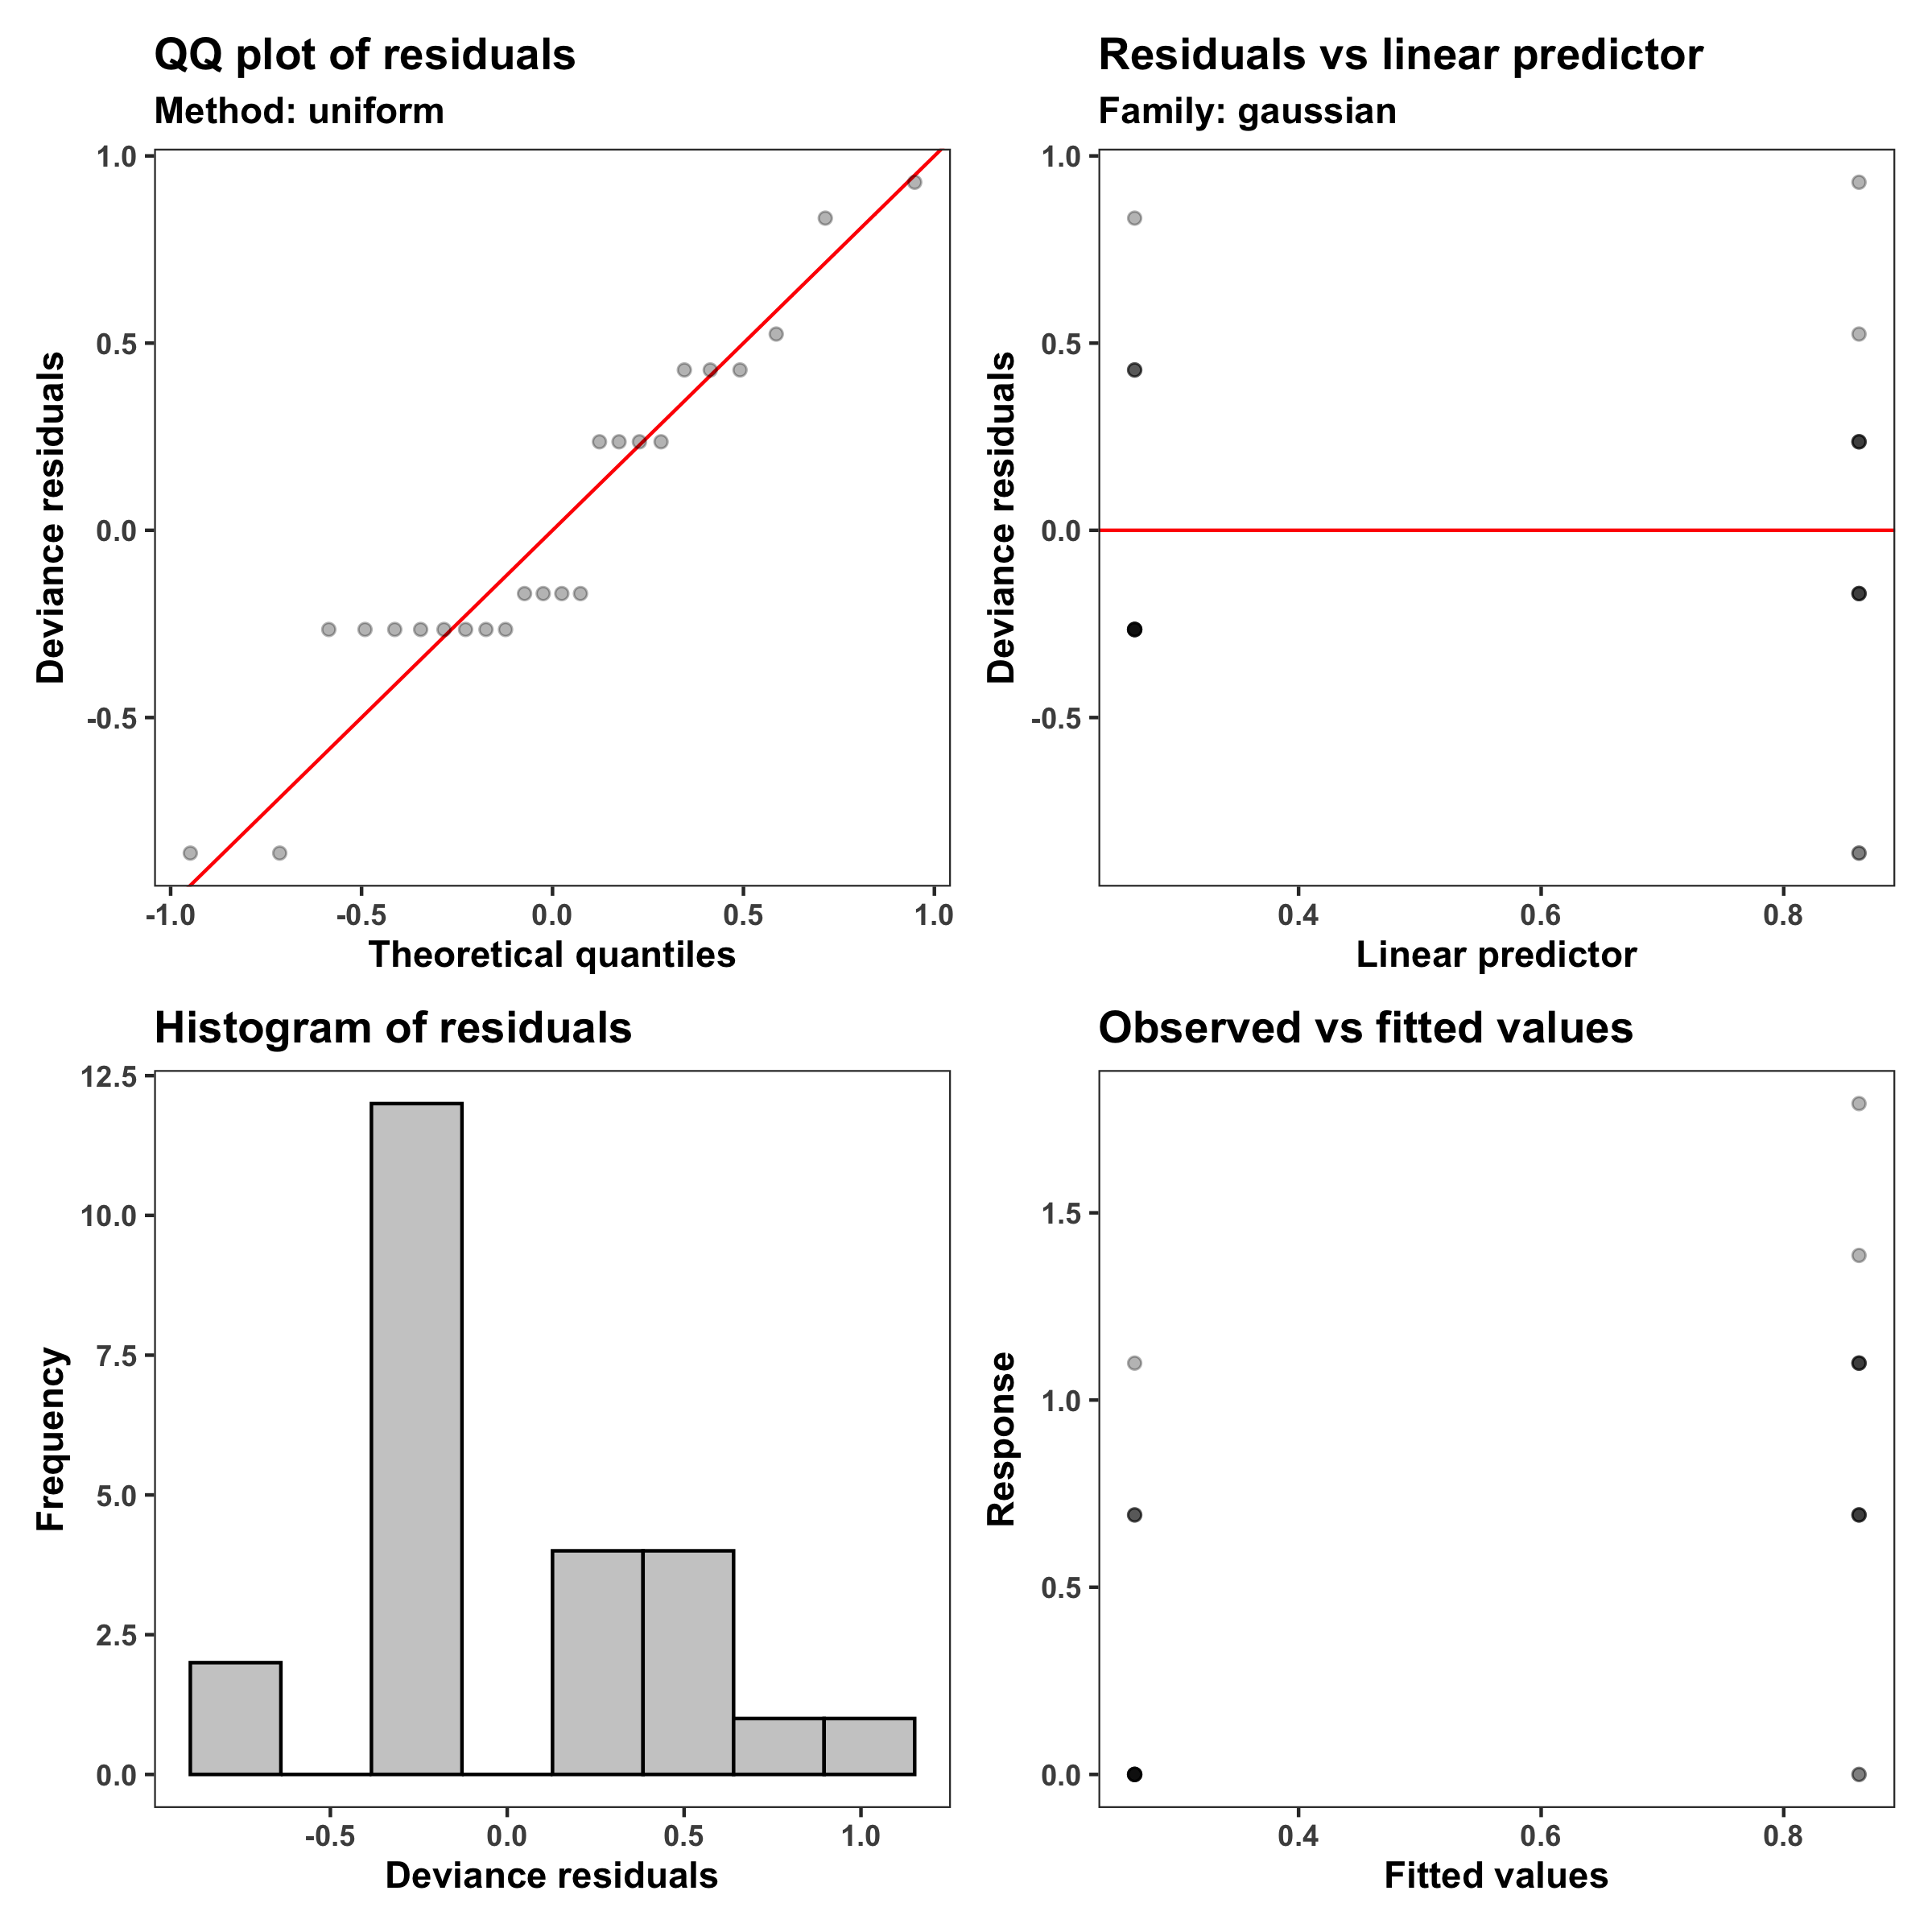 QQ plot of residuals
Method: uniform
1.0
0.5
0.0
-0.5
Deviance residuals
-1.0 -0.5 0.0 0.5 1.0
Theoretical quantiles
Residuals vs linear predictor
Family: gaussian
1.0
0.5
0.0
-0.5
Deviance residuals
0.4 0.6 0.8
Linear predictor
Histogram of residuals
12.5
10.0
7.5
5.0
2.5
0.0
Frequency
-0.5 0.0 0.5 1.0
Deviance residuals
Observed vs fitted values
1.5
1.0
0.5
0.0
Response
0.4 0.6 0.8
Fitted values